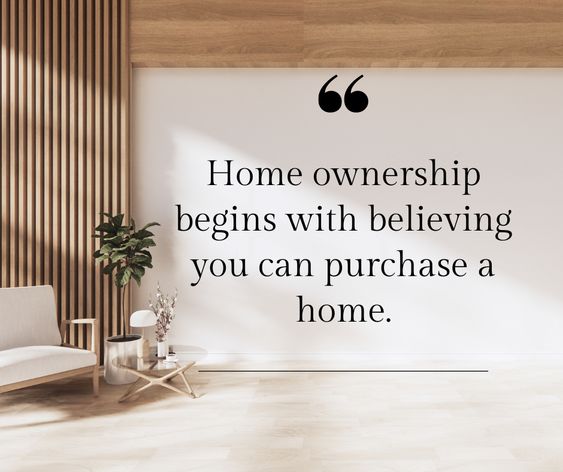 ❝
Home ownership
begins with believing
you can purchase a
home.